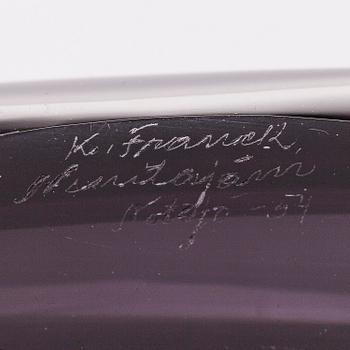 K. Franck,
Nuutajärvi
Notsjö -54